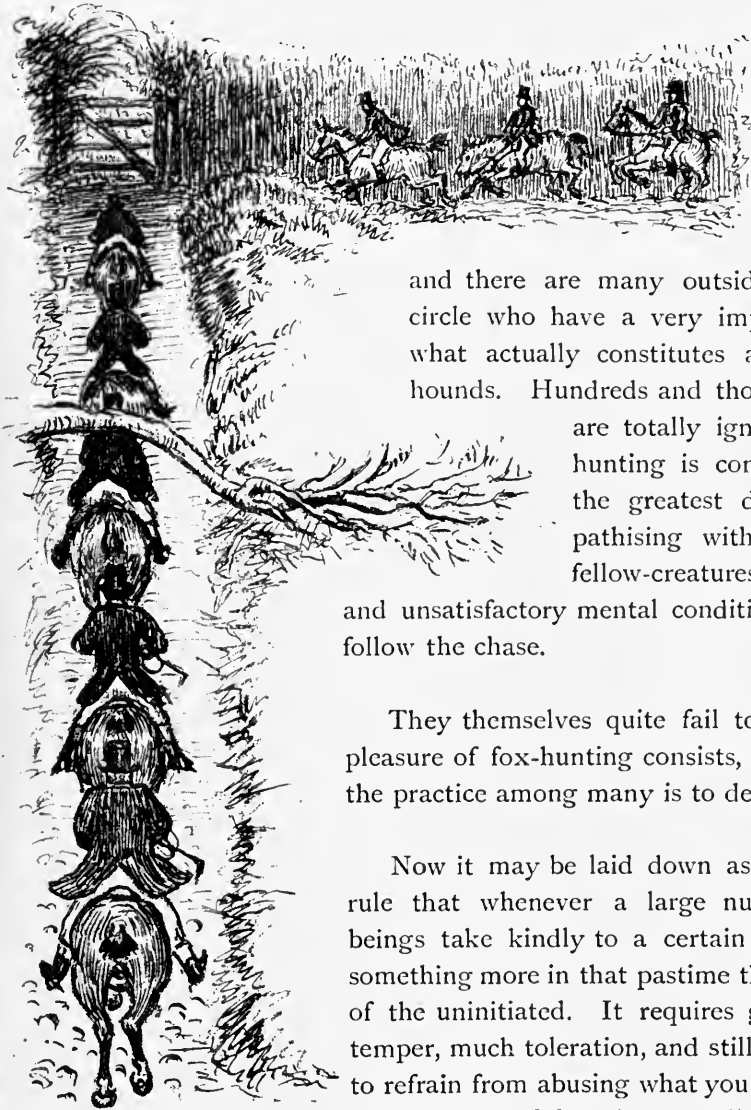 and there are many outsid
circle who have a very imp
what actually constitutes a
hounds. Hundreds and tho
are totally ign
hunting is con
the greatest d
pathising with
fellow-creatures
and unsatisfactory mental conditi
follow the chase.
They themselves quite fail to
pleasure of fox-hunting consists,
the practice among many is to de
Now it may be laid down as
rule that whenever a large nu
beings take kindly to a certain
something more in that pastime th
of the uninitiated. It requires g
temper, much toleration, and still
to refrain from abusing what you